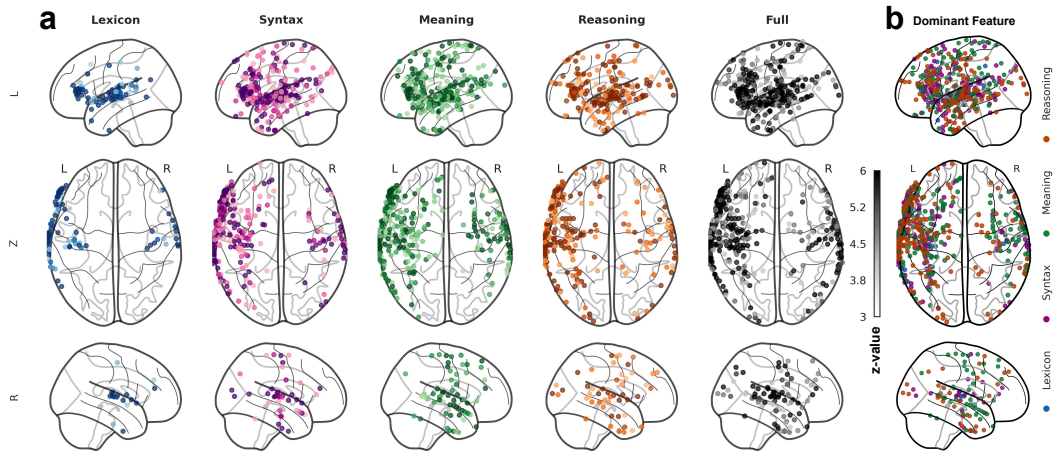 a
b
Lexicon
Syntax
Meaning
Reasoning
Full
Dominant Feature
L
L
R
L
R
L
R
L
R
L
R
L
R
Z
R
6
5.2
4.5
3.8
3
z-value
Reasoning
Meaning
Syntax
Lexicon